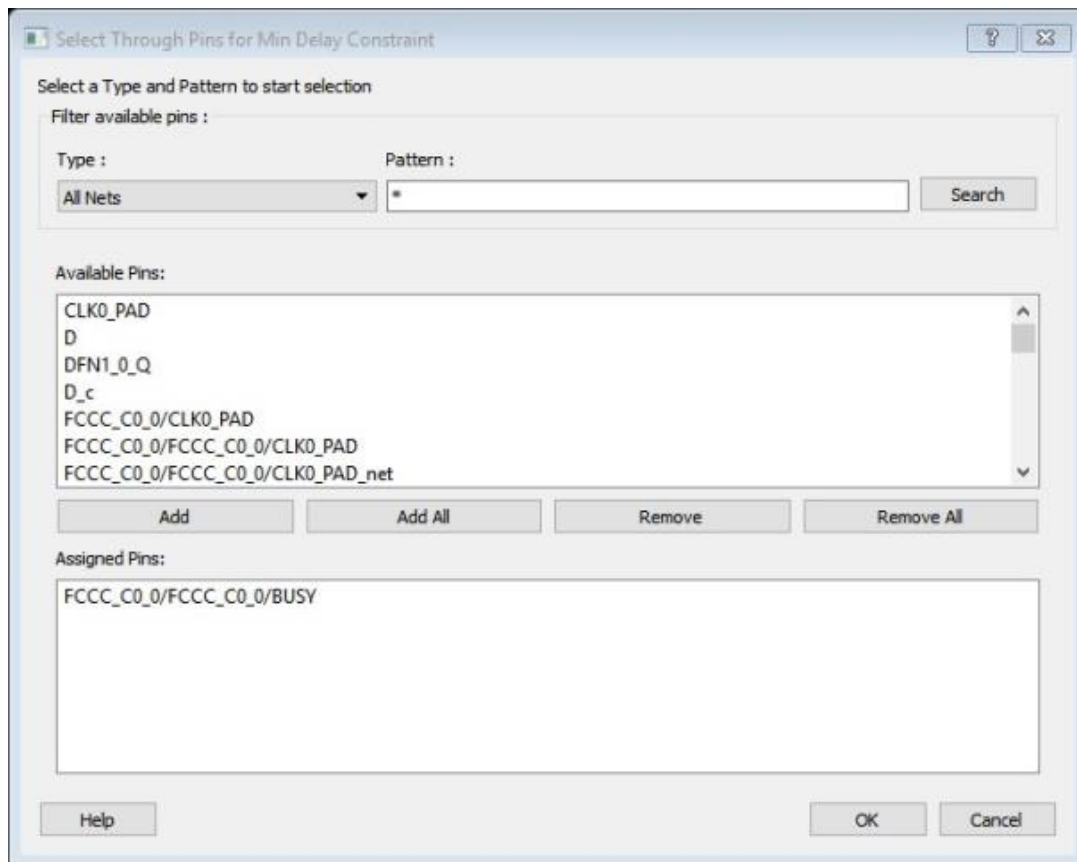 Select Through Pins for Min Delay Constraint
Select a Type and Pattern to start selection
Filter available pins :
Type : Pattern :
All Nets * Search
Available Pins:
CLK0_PAD
D
DFN1_0_Q
D_c
FCCC_C0_0/CLK0_PAD
FCCC_C0_0/FCCC_C0_0/CLK0_PAD
FCCC_C0_0/FCCC_C0_0/CLK0_PAD_net
Add Add All Remove Remove All
Assigned Pins:
FCCC_C0_0/FCCC_C0_0/BUSY
Help OK Cancel